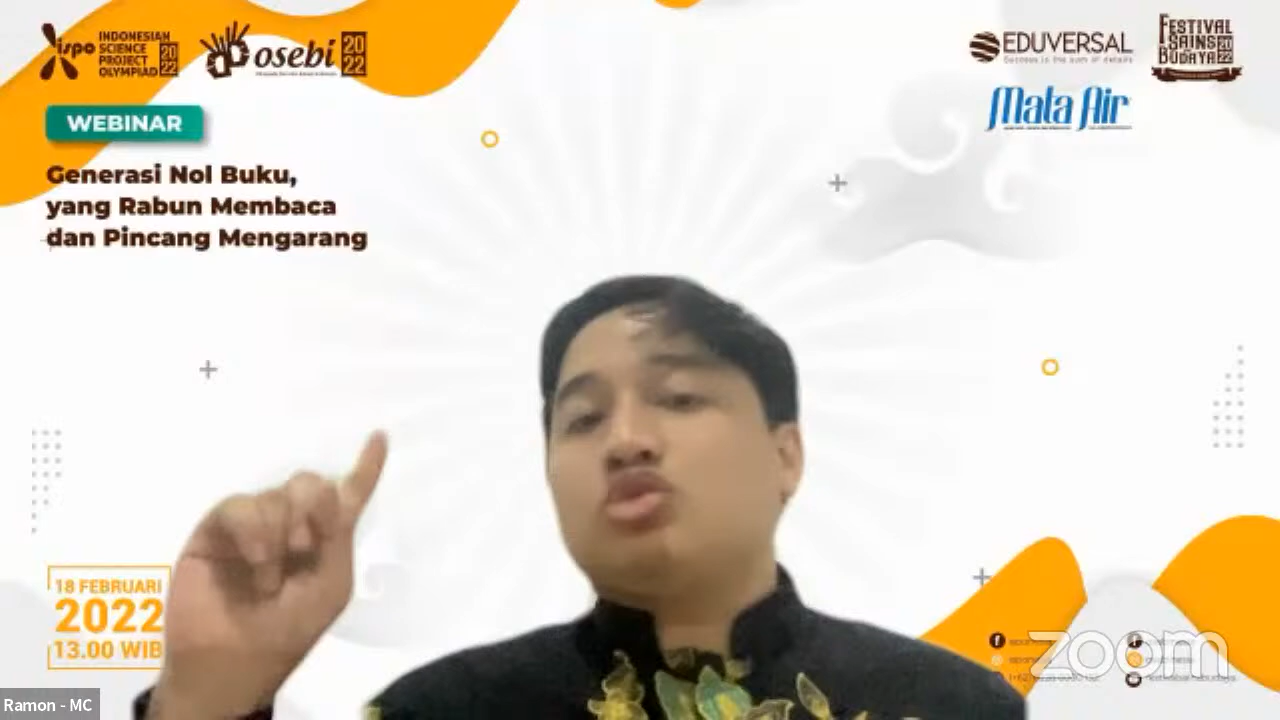 ispo
INDONESIAN
SCIENCE
PROJECT
OLYMPIAD
2022
osebi
2022
EDUVERSAL
Success is the sum of details
FESTIVAL
SAINS
BUDAYA
2022
Mata Air
WEBINAR
Generasi Nol Buku,
yang Rabun Membaca
dan Pincang Mengarang
18 FEBRUARI
2022
13.00 WIB
zoom
Ramon - MC